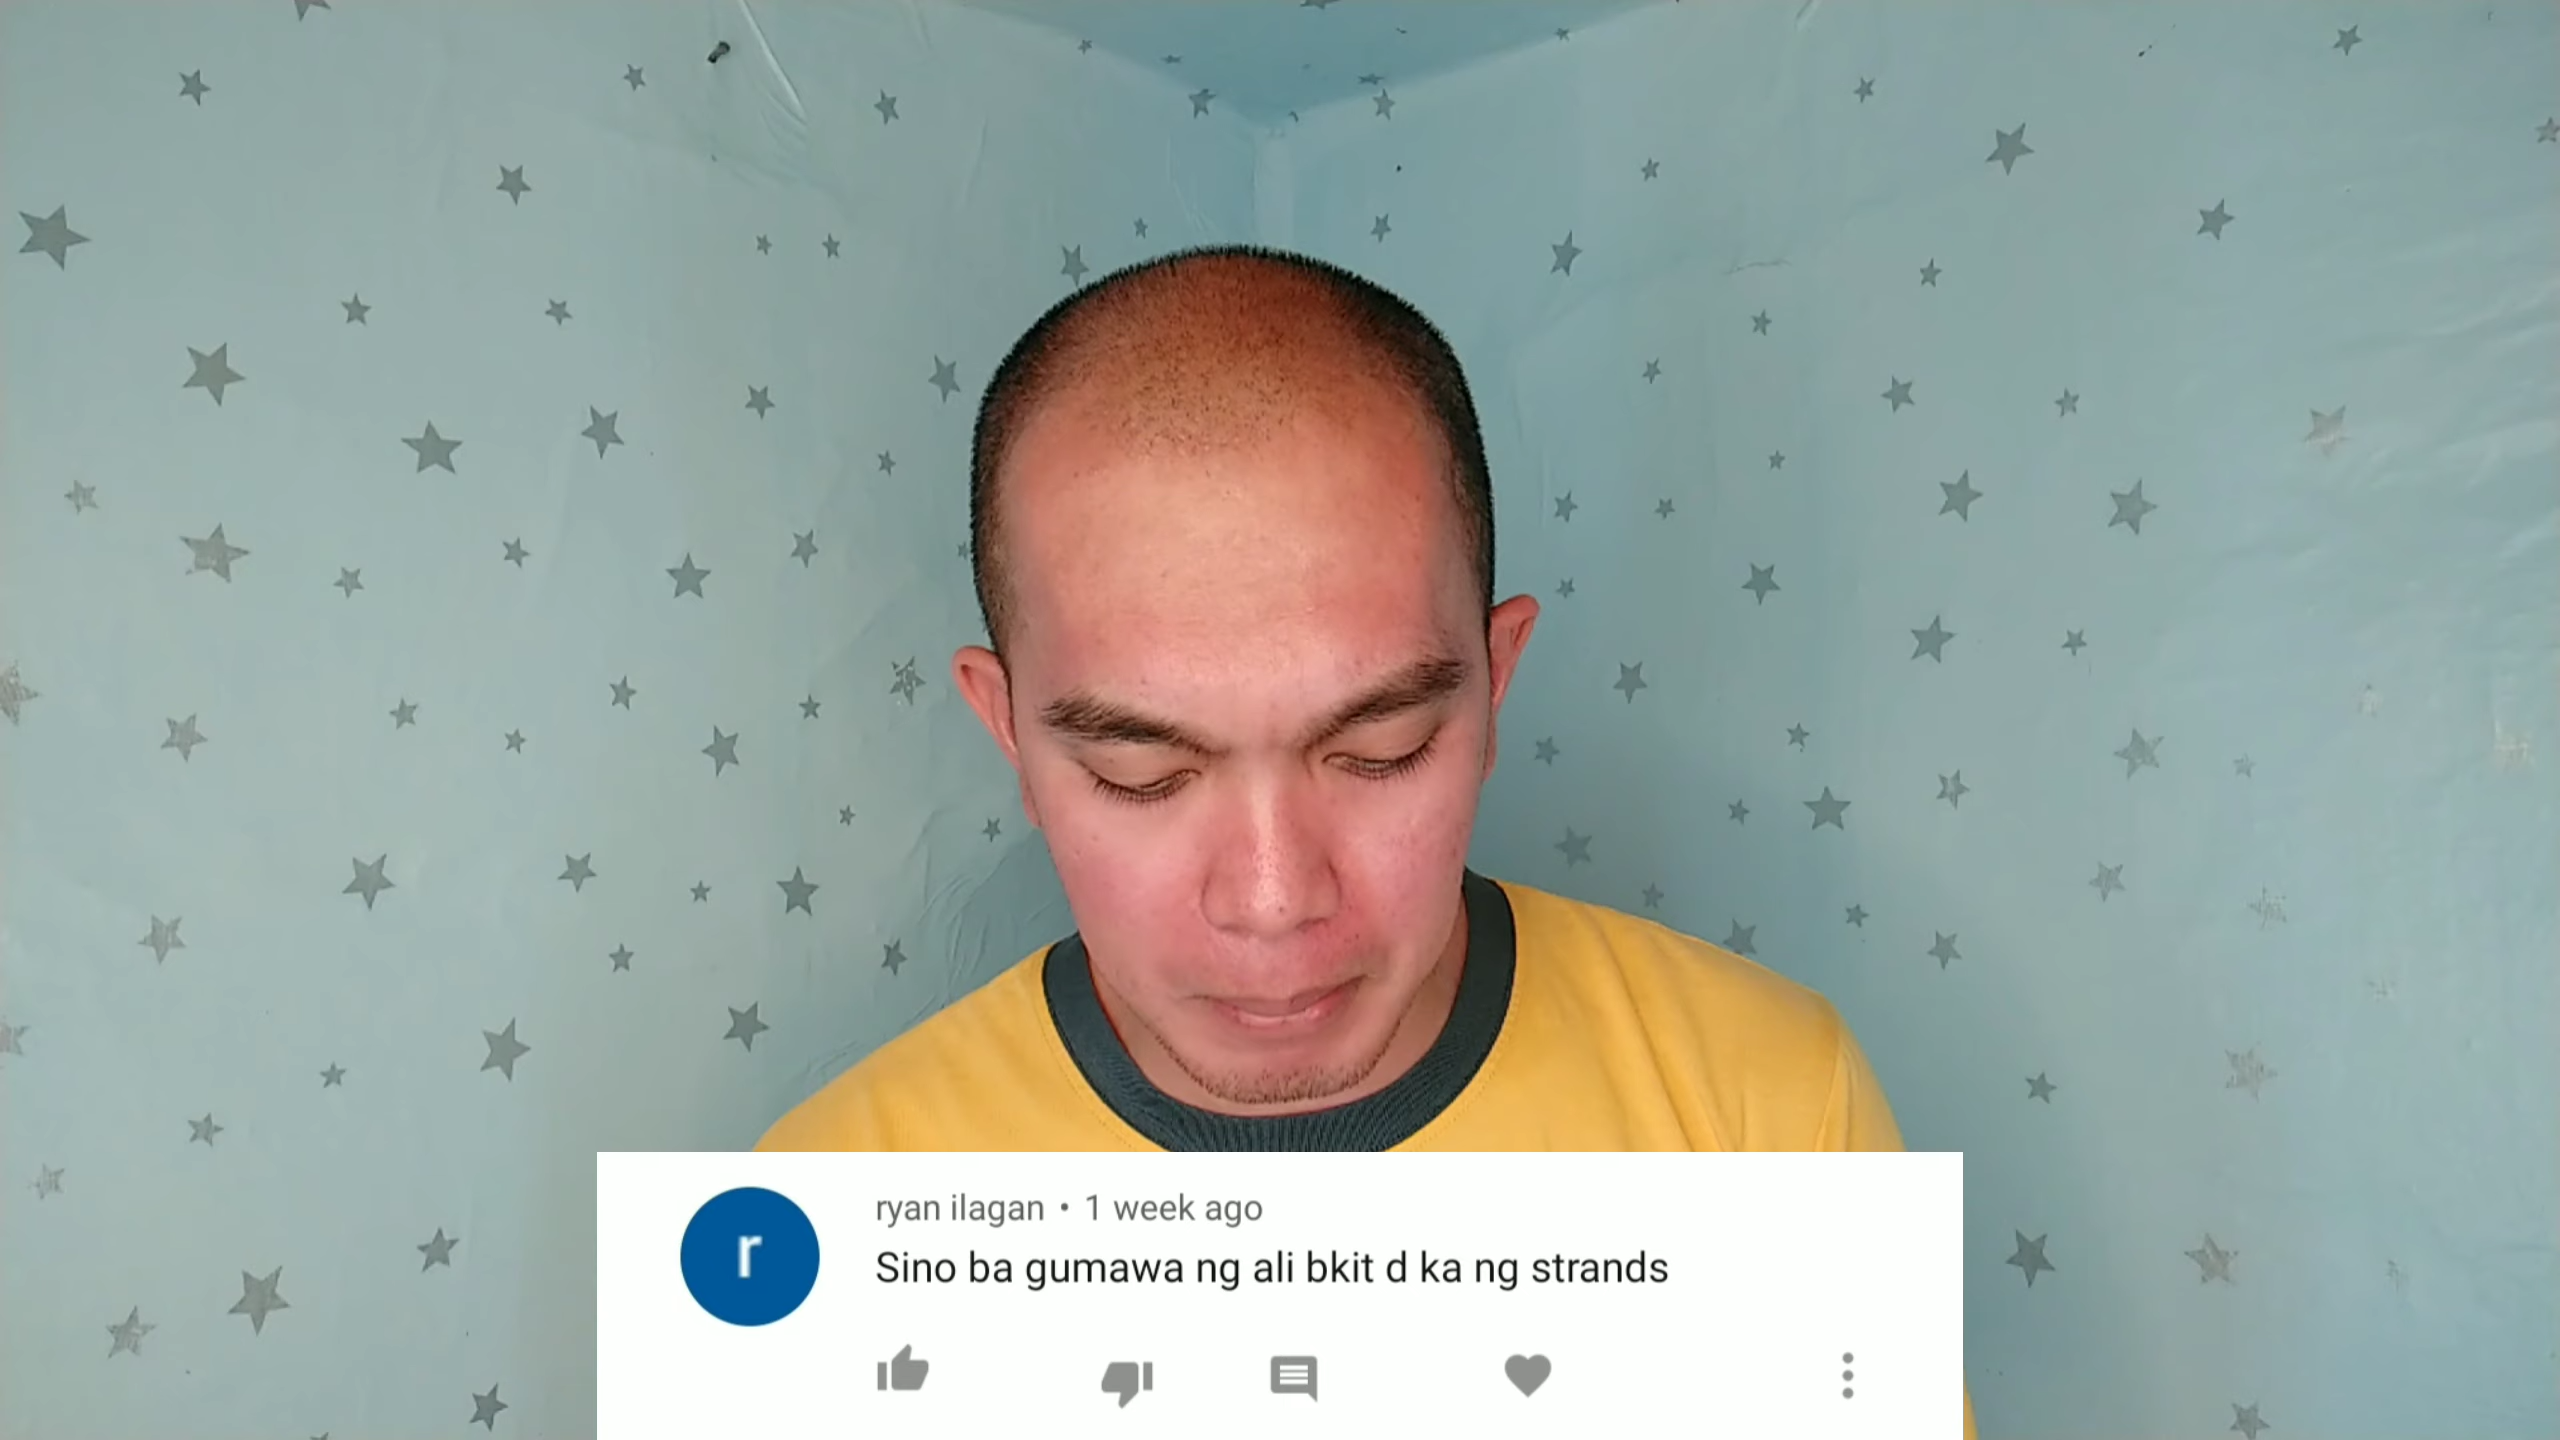 r
ryan ilagan • 1 week ago
Sino ba gumawa ng ali bkit d ka ng strands